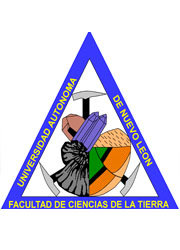 UNIVERSIDAD AUTONOMA
DE NUEVO LEON
FACULTAD DE CIENCIAS DE LA TIERRA